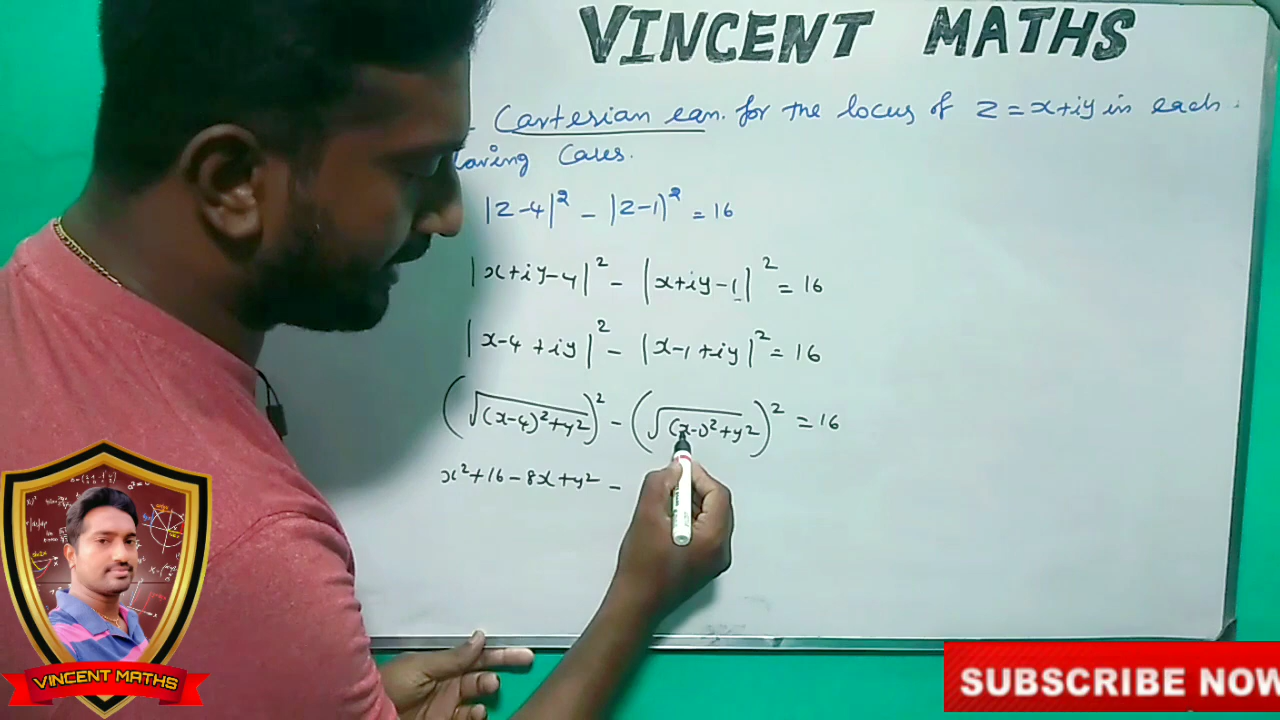 VINCENT MATHS
Cartesian eqn. for the locus of z = x+iy in each
Cases.
|z-4|² - |z-1|² = 16
|x+iy-4|² - |x+iy-1|² = 16
|x-4+iy|² - |x-1+iy|² = 16
(√(x-4)²+y²)² - (√(x-1)²+y²)² = 16
x²+16-8x+y² -
VINCENT MATHS
SUBSCRIBE NOW